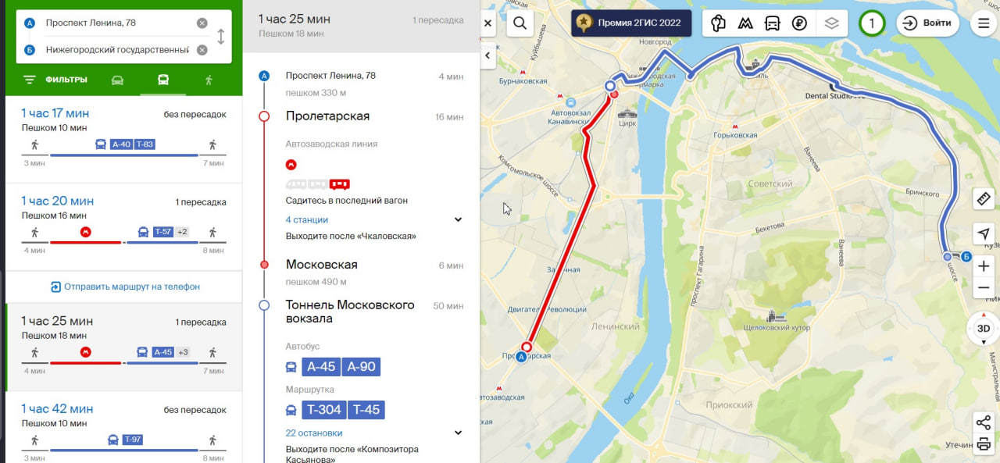 Проспект Ленина, 78
Нижегородский государственный
ФИЛЬТРЫ
1 час 17 мин
без пересадок
Пешком 10 мин
А-40 Т-83
3 мин
7 мин
1 час 20 мин
1 пересадка
Пешком 16 мин
Т-57 +2
4 мин
8 мин
Отправить маршрут на телефон
1 час 25 мин
1 пересадка
Пешком 18 мин
А-45 +3
4 мин
7 мин
1 час 42 мин
без пересадок
Пешком 10 мин
Т-97
3 мин
8 мин
1 час 25 мин
1 пересадка
Пешком 18 мин
А
Проспект Ленина, 78
4 мин
пешком 330 м
Пролетарская
16 мин
Автозаводская линия
Садитесь в последний вагон
4 станции
Выходите после «Чкаловская»
Московская
6 мин
пешком 490 м
Тоннель Московского
вокзала
50 мин
Автобус
А-45 А-90
Маршрутка
Т-304 Т-45
22 остановки
Выходите после «Композитора
Касьянова»
Премия 2ГИС 2022
1
Войти
Новгород
Куйбышева
Бурнаковская
Автовокзал
Канавинск
Цирк
Ярмарка
Dental Studio
Горьковская
Комсомольское шоссе
Советский
Ванеева
Бринского
Бекетова
Ванеева
проспект Гагарина
Заречная
Двигатель Революции
Ленинский
Щелоковский хутор
Пролетарская
А
Б
шоссе
3D
Магистральная
Ока
Приокский
Утечин